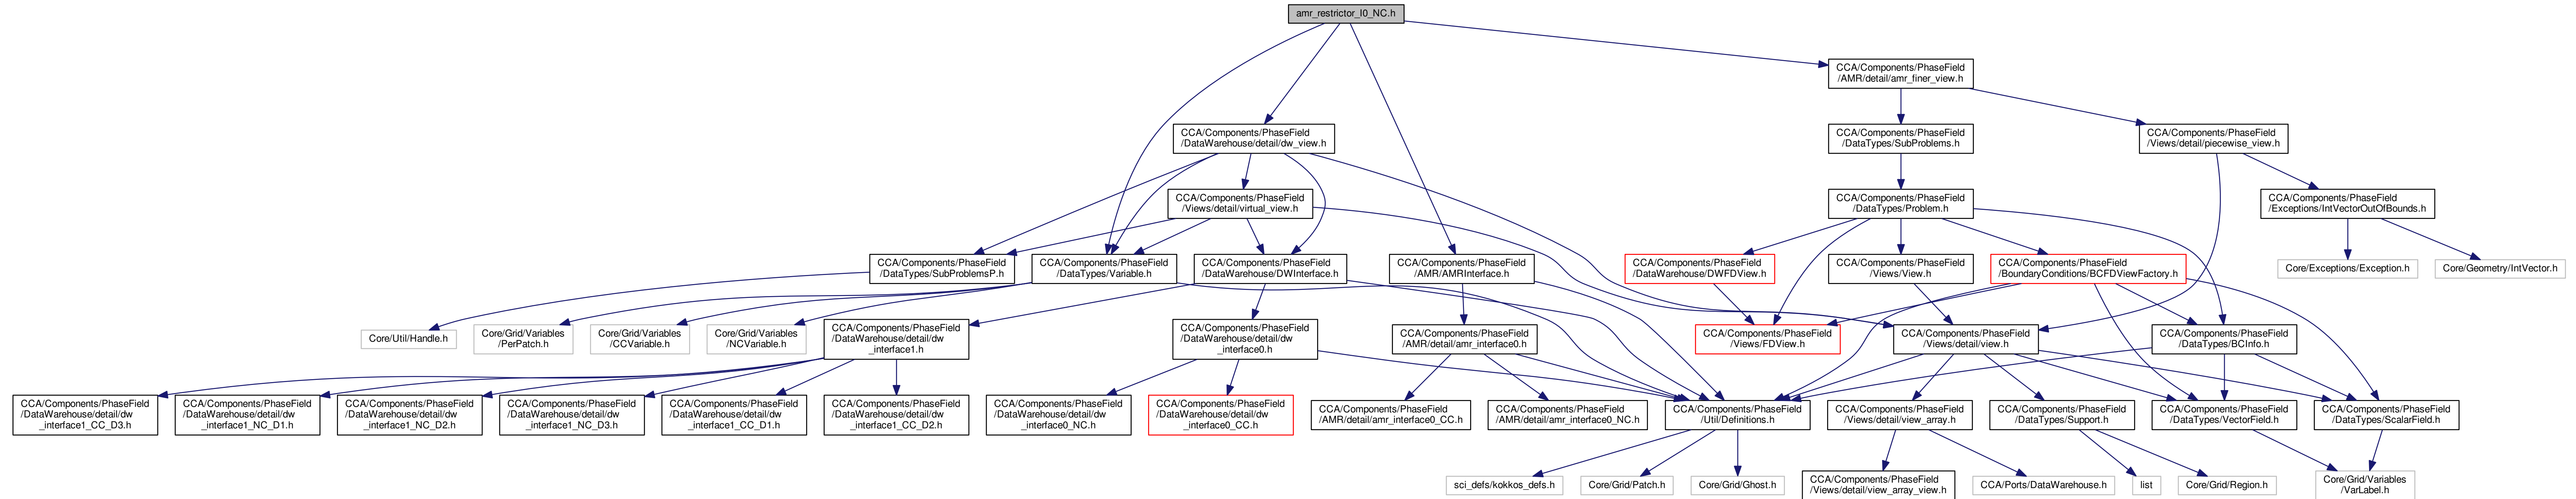 amr_restrictor_I0_NC.h
CCA/Components/PhaseField
/AMR/detail/amr_finer_view.h
CCA/Components/PhaseField
/DataWarehouse/detail/dw_view.h
CCA/Components/PhaseField
/DataTypes/SubProblems.h
CCA/Components/PhaseField
/Views/detail/piecewise_view.h
CCA/Components/PhaseField
/Views/detail/virtual_view.h
CCA/Components/PhaseField
/DataTypes/Problem.h
CCA/Components/PhaseField
/Exceptions/IntVectorOutOfBounds.h
CCA/Components/PhaseField
/DataTypes/SubProblemsP.h
CCA/Components/PhaseField
/DataTypes/Variable.h
CCA/Components/PhaseField
/DataWarehouse/DWInterface.h
CCA/Components/PhaseField
/AMR/AMRInterface.h
CCA/Components/PhaseField
/DataWarehouse/DWFDView.h
CCA/Components/PhaseField
/Views/View.h
CCA/Components/PhaseField
/BoundaryConditions/BCFDViewFactory.h
Core/Exceptions/Exception.h
Core/Geometry/IntVector.h
Core/Util/Handle.h
Core/Grid/Variables
/PerPatch.h
Core/Grid/Variables
/CCVariable.h
Core/Grid/Variables
/NCVariable.h
CCA/Components/PhaseField
/DataWarehouse/detail/dw
_interface1.h
CCA/Components/PhaseField
/DataWarehouse/detail/dw
_interface0.h
CCA/Components/PhaseField
/AMR/detail/amr_interface0.h
CCA/Components/PhaseField
/Views/FDView.h
CCA/Components/PhaseField
/Views/detail/view.h
CCA/Components/PhaseField
/DataTypes/BCInfo.h
CCA/Components/PhaseField
/DataWarehouse/detail/dw
_interface1_CC_D3.h
CCA/Components/PhaseField
/DataWarehouse/detail/dw
_interface1_NC_D1.h
CCA/Components/PhaseField
/DataWarehouse/detail/dw
_interface1_NC_D2.h
CCA/Components/PhaseField
/DataWarehouse/detail/dw
_interface1_NC_D3.h
CCA/Components/PhaseField
/DataWarehouse/detail/dw
_interface1_CC_D1.h
CCA/Components/PhaseField
/DataWarehouse/detail/dw
_interface1_CC_D2.h
CCA/Components/PhaseField
/DataWarehouse/detail/dw
_interface0_NC.h
CCA/Components/PhaseField
/DataWarehouse/detail/dw
_interface0_CC.h
CCA/Components/PhaseField
/AMR/detail/amr_interface0_CC.h
CCA/Components/PhaseField
/AMR/detail/amr_interface0_NC.h
CCA/Components/PhaseField
/Util/Definitions.h
CCA/Components/PhaseField
/Views/detail/view_array.h
CCA/Components/PhaseField
/DataTypes/Support.h
CCA/Components/PhaseField
/DataTypes/VectorField.h
CCA/Components/PhaseField
/DataTypes/ScalarField.h
sci_defs/kokkos_defs.h
Core/Grid/Patch.h
Core/Grid/Ghost.h
CCA/Components/PhaseField
/Views/detail/view_array_view.h
CCA/Ports/DataWarehouse.h
list
Core/Grid/Region.h
Core/Grid/Variables
/VarLabel.h